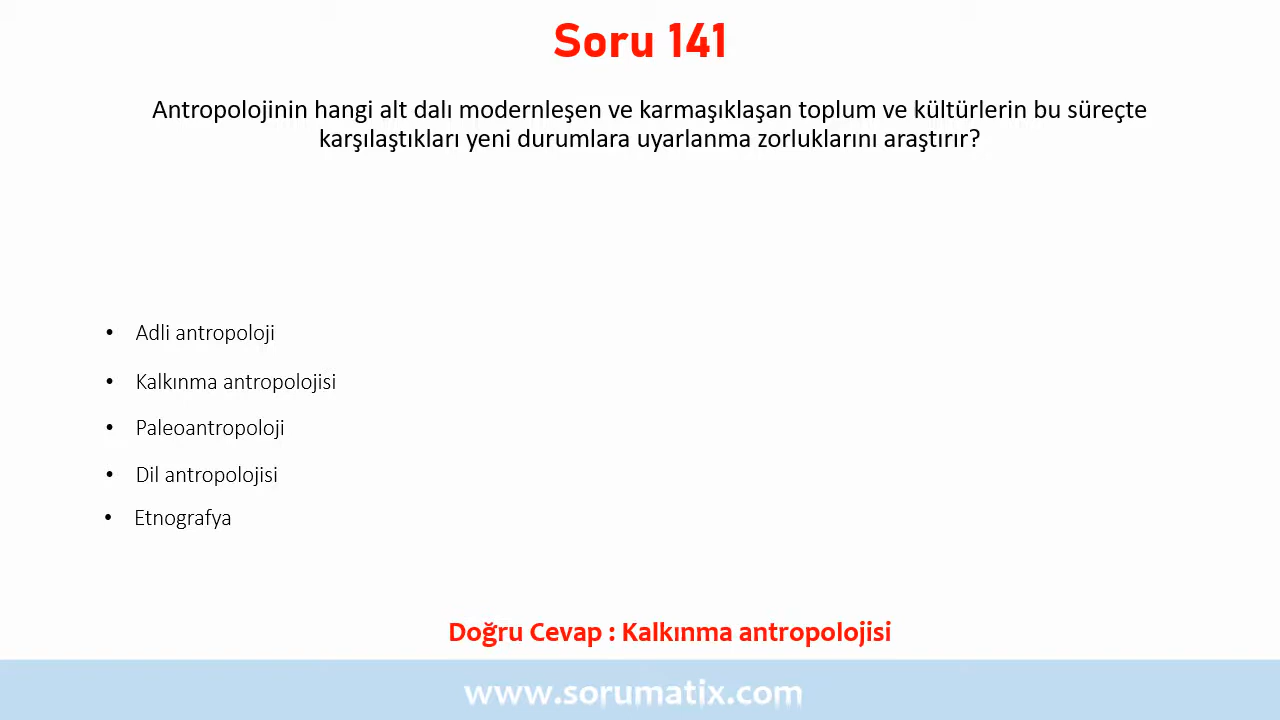 Soru 141
Antropolojinin hangi alt dalı modernleşen ve karmaşıklaşan toplum ve kültürlerin bu süreçte
karşılaştıkları yeni durumlara uyarlanma zorluklarını araştırır?
• Adli antropoloji
• Kalkınma antropolojisi
• Paleoantropoloji
• Dil antropolojisi
• Etnografya
Doğru Cevap : Kalkınma antropolojisi
www.sorumatix.com